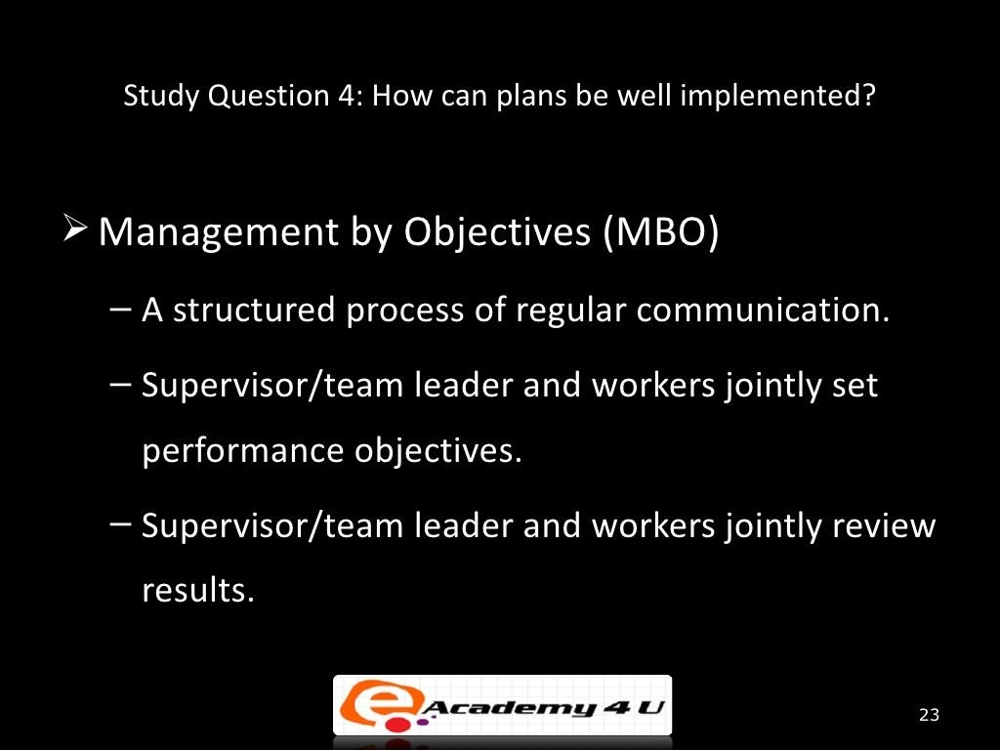 Study Question 4: How can plans be well implemented?
➢ Management by Objectives (MBO)
– A structured process of regular communication.
– Supervisor/team leader and workers jointly set
performance objectives.
– Supervisor/team leader and workers jointly review
results.
e Academy 4 U
23